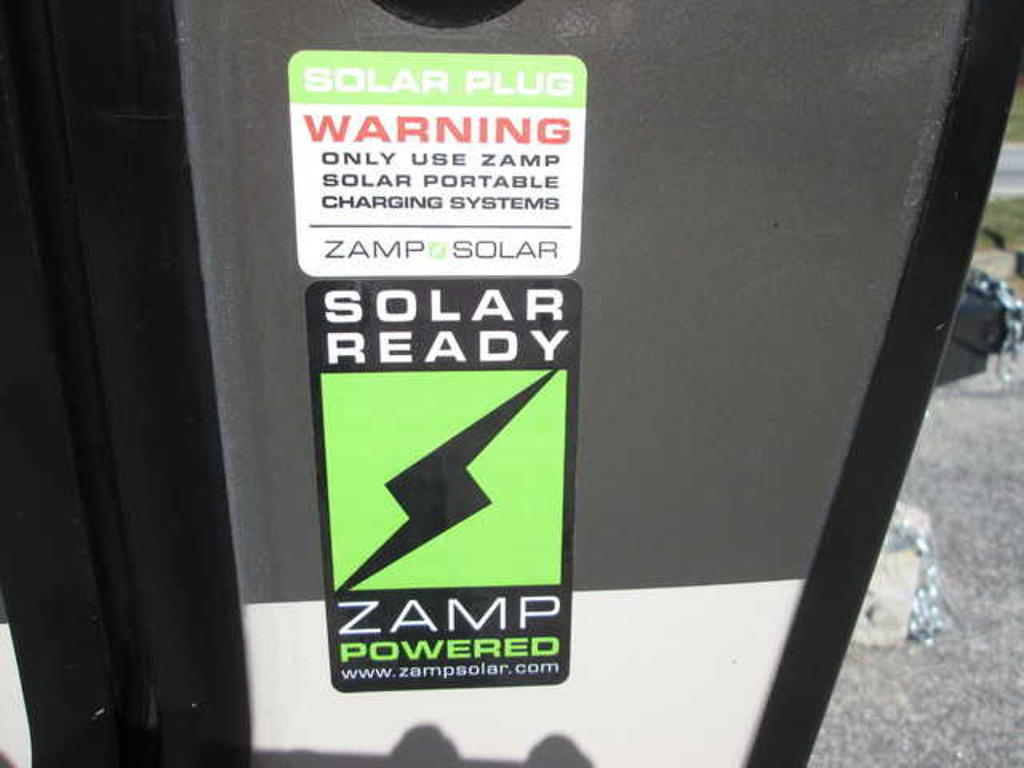 SOLAR PLUG
WARNING
ONLY USE ZAMP
SOLAR PORTABLE
CHARGING SYSTEMS
ZAMP SOLAR
SOLAR
READY
ZAMP
POWERED
www.zampsolar.com